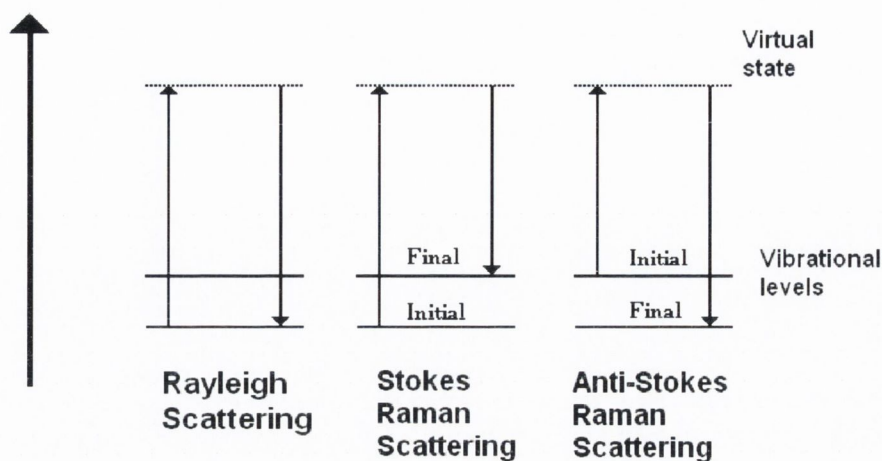 Virtual
state
Final
Initial
Initial
Final
Vibrational
levels
Rayleigh
Scattering
Stokes
Raman
Scattering
Anti-Stokes
Raman
Scattering